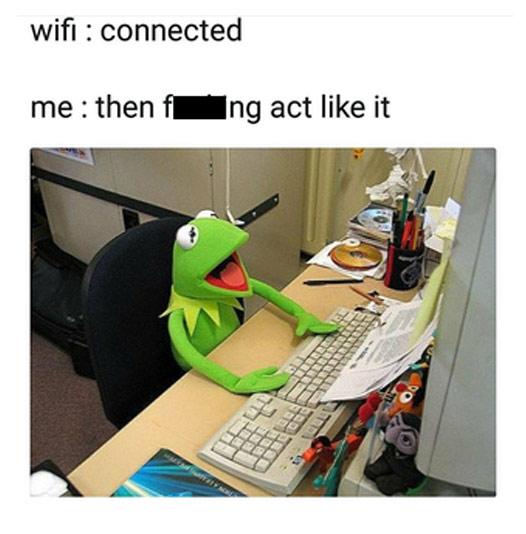 wifi : connected
me : then f ng act like it